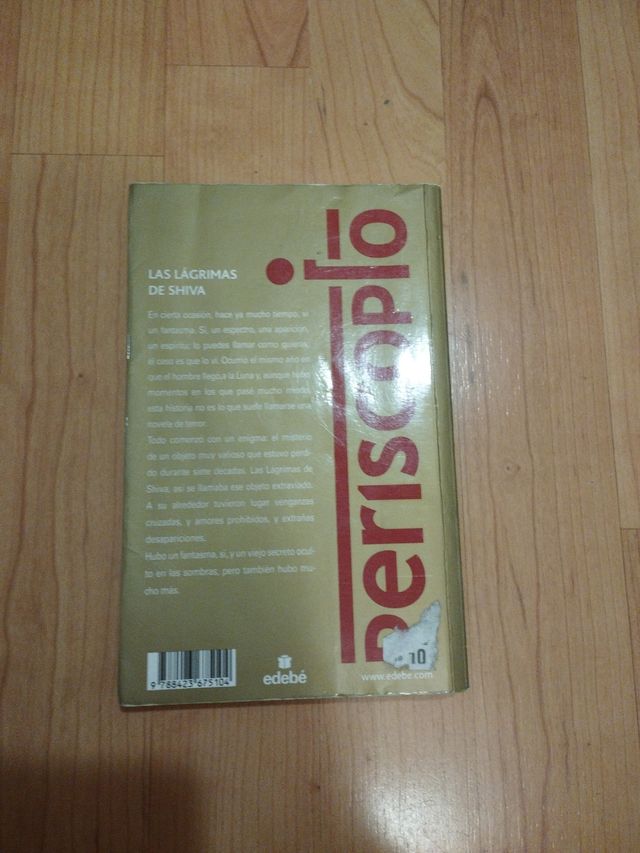 LAS LÁGRIMAS
DE SHIVA
En cierta ocasión, hace ya mucho tiempo, vi
un fantasma. Sí, un espectro, una aparición,
un espíritu; lo puedes llamar como quieras,
el caso es que lo vi. Ocurrió el mismo año en
que el hombre llegó a la Luna y, aunque hubo
momentos en los que pasé mucho miedo,
esta historia no es lo que suele llamarse una
novela de terror.
Todo comenzó con un enigma: el misterio
de un objeto muy valioso que estuvo perdi-
do durante siete décadas. Las Lágrimas de
Shiva, así se llamaba ese objeto extraviado.
A su alrededor tuvieron lugar venganzas
cruzadas, y amores prohibidos, y extrañas
desapariciones.
Hubo un fantasma, sí, y un viejo secreto ocul-
to en las sombras, pero también hubo mu-
cho más.
periscopio
9 788423 675104
edebé
10
www.edebe.com